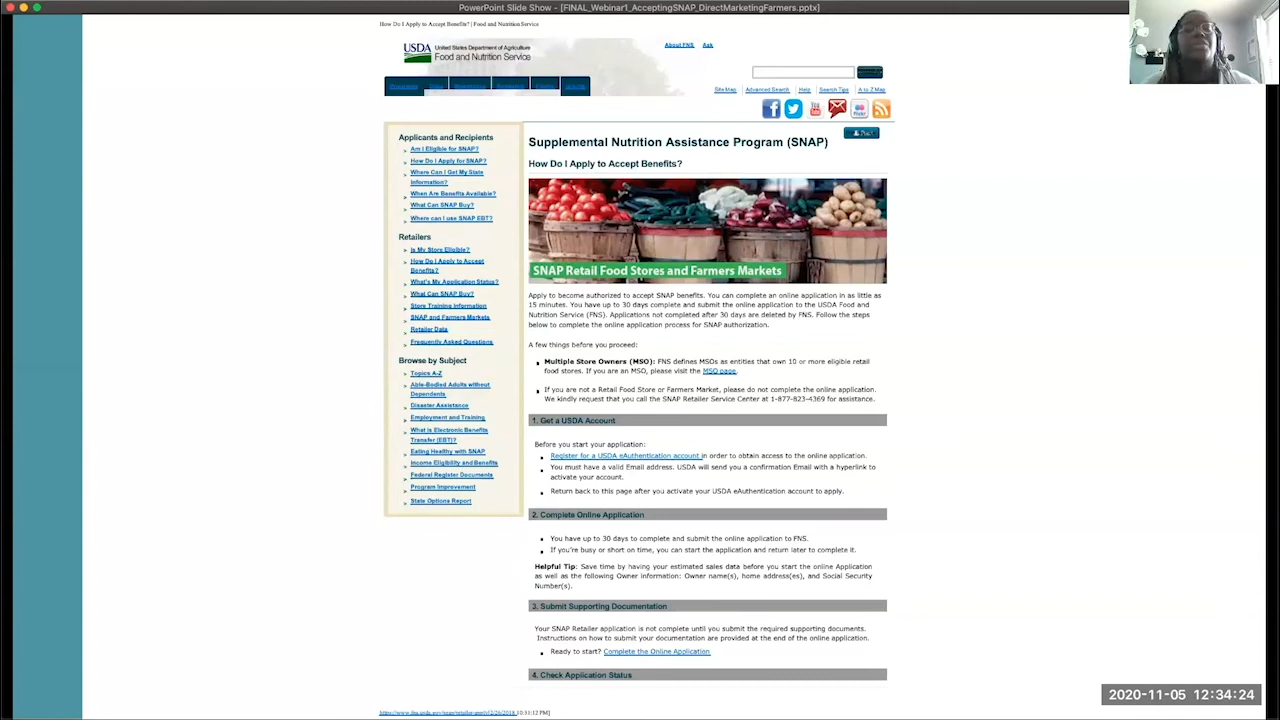 PowerPoint Slide Show - [FINAL_Webinar1_AcceptingSNAP_DirectMarketingFarmers.pptx]
How Do I Apply to Accept Benefits? | Food and Nutrition Service
USDA
United States Department of Agriculture
Food and Nutrition Service
About FNS
Ask
Site Map
Advanced Search
Help
Search Tips
A to Z Map
Applicants and Recipients
Am I Eligible for SNAP?
How Do I Apply for SNAP?
Where Can I Get My State
Information?
When Are Benefits Available?
What Can SNAP Buy?
Where can I use SNAP EBT?
Retailers
Is My Store Eligible?
How Do I Apply to Accept
Benefits?
What's My Application Status?
What Can SNAP Buy?
Store Training Information
SNAP and Farmers Markets
Retailer Data
Frequently Asked Questions
Browse by Subject
Topics A-Z
Able-Bodied Adults without
Dependents
Disaster Assistance
Employment and Training
What is Electronic Benefits
Transfer (EBT)?
Eating Healthy with SNAP
Income Eligibility and Benefits
Federal Register Documents
Program Improvement
State Options Report
Supplemental Nutrition Assistance Program (SNAP)
How Do I Apply to Accept Benefits?
SNAP Retail Food Stores and Farmers Markets
Apply to become authorized to accept SNAP benefits. You can complete an online application in as little as
15 minutes. You have up to 30 days complete and submit the online application to the USDA Food and
Nutrition Service (FNS). Applications not completed after 30 days are deleted by FNS. Follow the steps
below to complete the online application process for SNAP authorization.
A few things before you proceed:
Multiple Store Owners (MSO): FNS defines MSOs as entities that own 10 or more eligible retail
food stores. If you are an MSO, please visit the MSO page.
If you are not a Retail Food Store or Farmers Market, please do not complete the online application.
We kindly request that you call the SNAP Retailer Service Center at 1-877-823-4369 for assistance.
1. Get a USDA Account
Before you start your application:
Register for a USDA eAuthentication account in order to obtain access to the online application.
You must have a valid Email address. USDA will send you a confirmation Email with a hyperlink to
activate your account.
Return back to this page after you activate your USDA eAuthentication account to apply.
2. Complete Online Application
You have up to 30 days to complete and submit the online application to FNS.
If you're busy or short on time, you can start the application and return later to complete it.
Helpful Tip: Save time by having your estimated sales data before you start the online Application
as well as the following Owner information: Owner name(s), home address(es), and Social Security
Number(s).
3. Submit Supporting Documentation
Your SNAP Retailer application is not complete until you submit the required supporting documents.
Instructions on how to submit your documentation are provided at the end of the online application.
Ready to start? Complete the Online Application
4. Check Application Status
10:31:12 PM]
2020-11-05 12:34:24